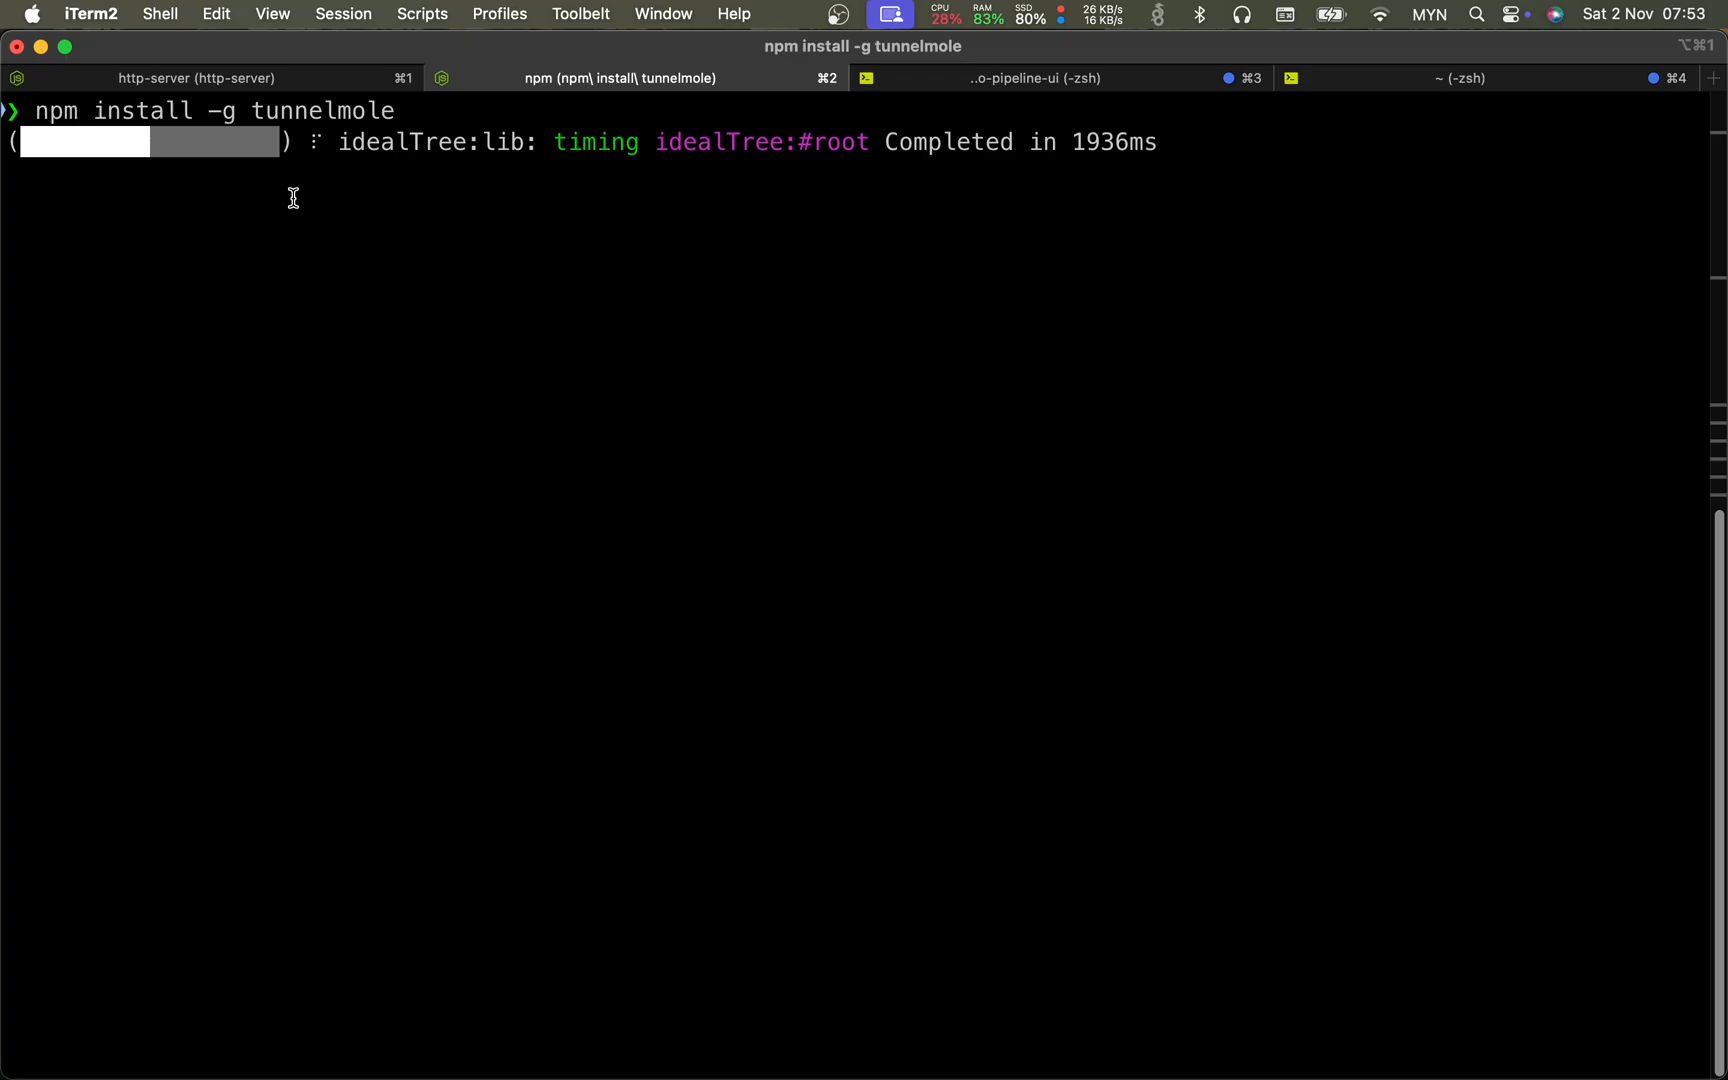 iTerm2 Shell Edit View Session Scripts Profiles Toolbelt Window Help CPU 28% RAM 83% SSD 80% 26 KB/s 16 KB/s MYN Sat 2 Nov 07:53
npm install -g tunnelmole ⌥⌘1
http-server (http-server) ⌘1 npm (npm\ install\ tunnelmole) ⌘2 ..o-pipeline-ui (-zsh) ⌘3 ~ (-zsh) ⌘4
❯ npm install -g tunnelmole
( ) ⠏ idealTree:lib: timing idealTree:#root Completed in 1936ms